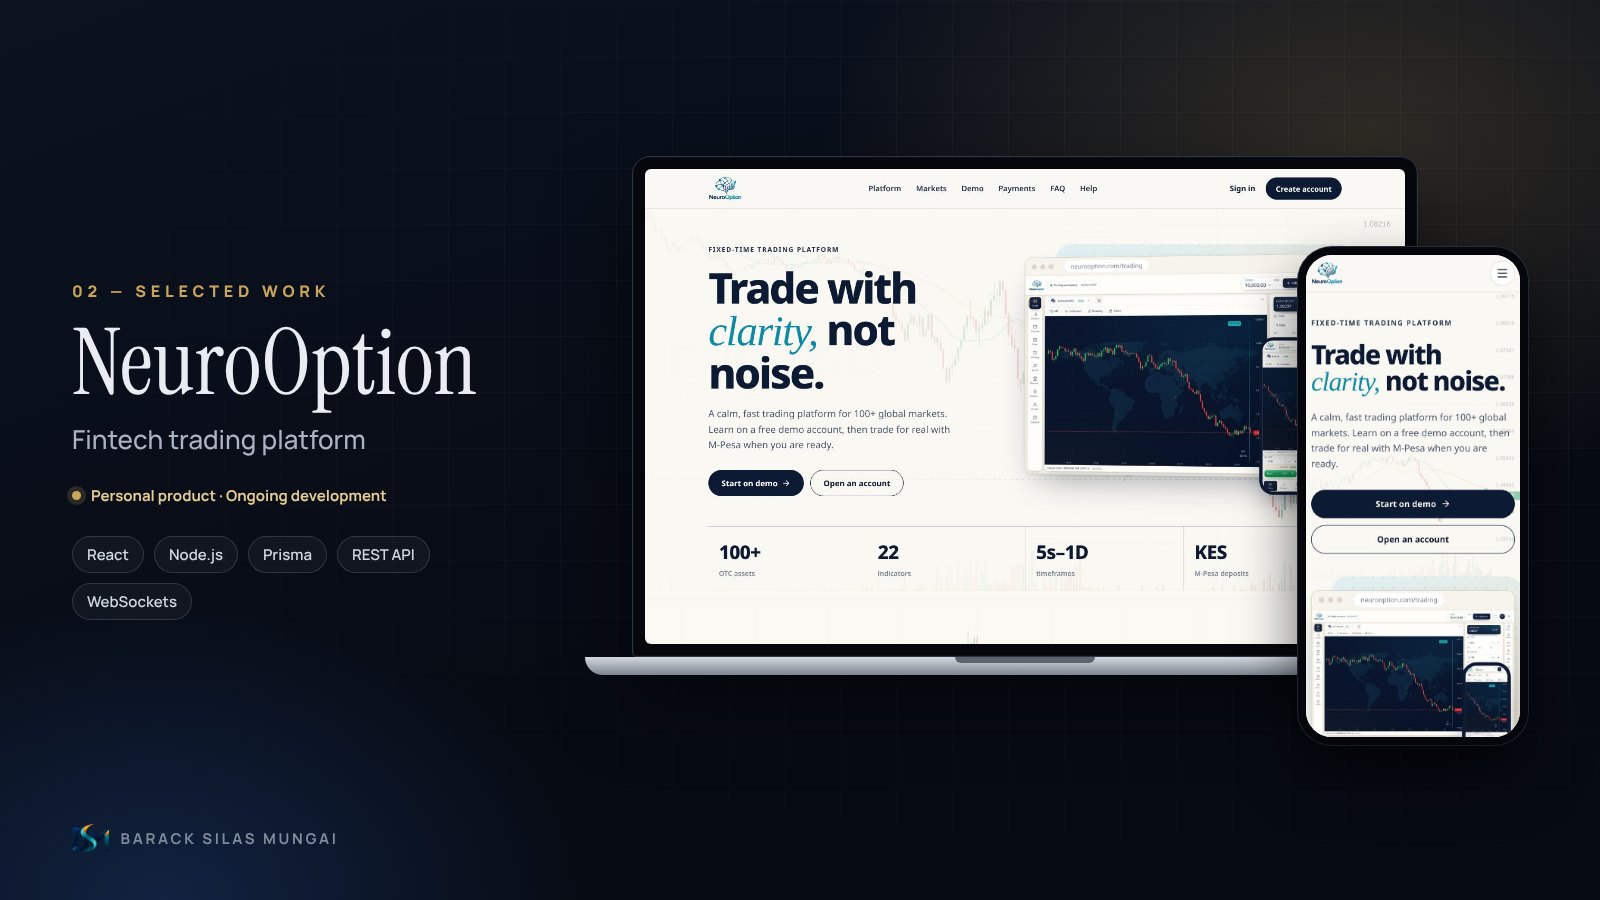 02 — SELECTED WORK
NeuroOption
Fintech trading platform
Personal product · Ongoing development
React
Node.js
Prisma
REST API
WebSockets
BARACK SILAS MUNGAI
NeuroOption
Platform
Markets
Demo
Payments
FAQ
Help
Sign in
Create account
1.08216
FIXED-TIME TRADING PLATFORM
Trade with
clarity, not
noise.
A calm, fast trading platform for 100+ global markets.
Learn on a free demo account, then trade for real with
M-Pesa when you are ready.
Start on demo →
Open an account
neurooption.com/trading
100+
OTC assets
22
Indicators
5s–1D
timeframes
KES
M-Pesa deposits
NeuroOption
FIXED-TIME TRADING PLATFORM
Trade with
clarity, not noise.
A calm, fast trading platform for 100+ global
markets. Learn on a free demo account, then
trade for real with M-Pesa when you are
ready.
Start on demo →
Open an account
neurooption.com/trading